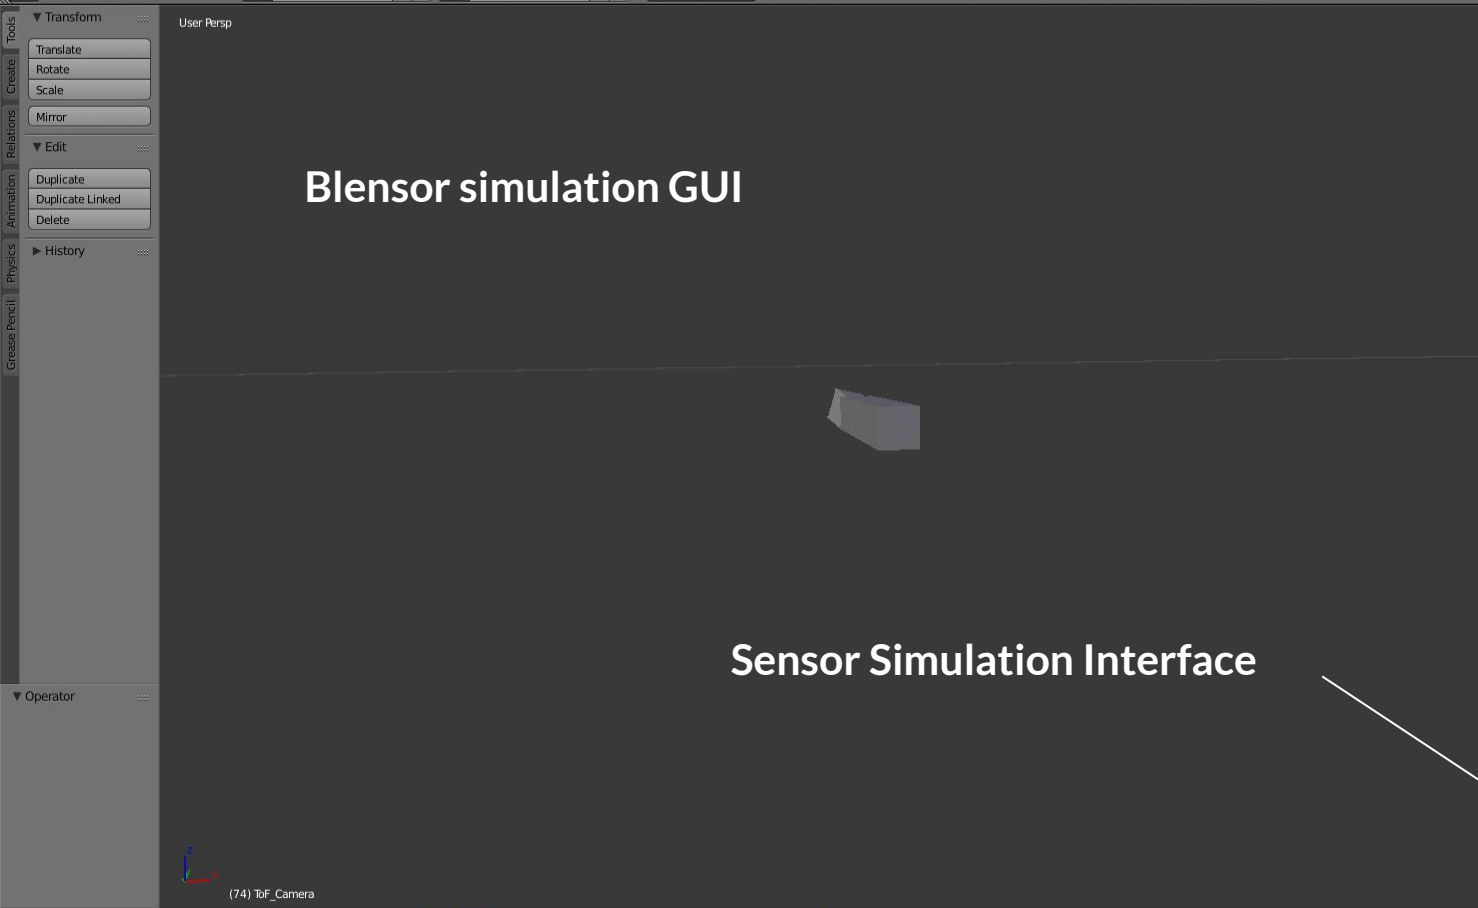 Tools
Create
Relations
Animation
Physics
Grease Pencil
Transform
Translate
Rotate
Scale
Mirror
Edit
Duplicate
Duplicate Linked
Delete
History
Operator
User Persp
Blensor simulation GUI
Sensor Simulation Interface
z
x
y
(74) ToF_Camera